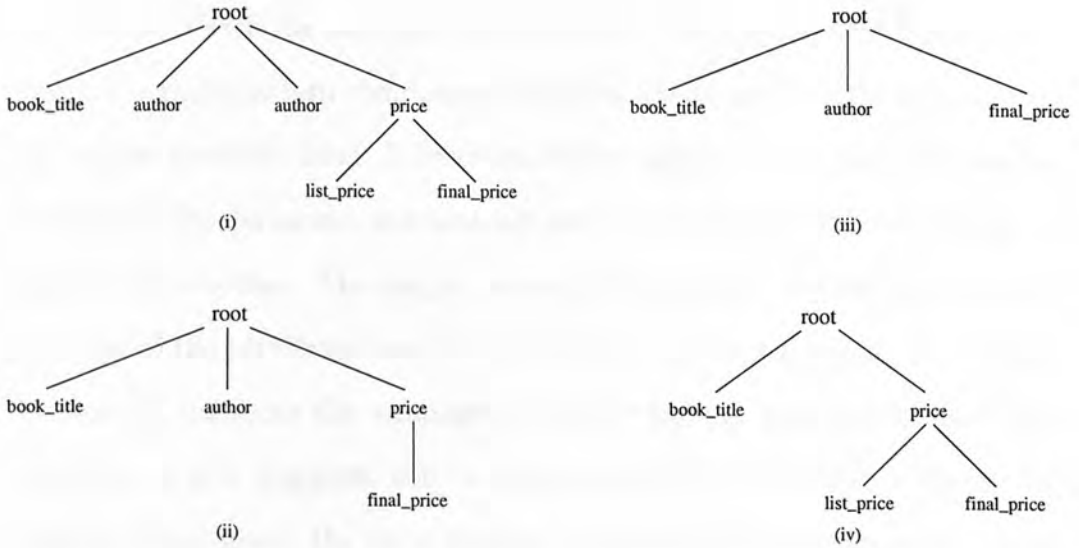 root
book_title author author price
list_price final_price
(i)
root
book_title author final_price
(iii)
root
book_title author price
final_price
(ii)
root
book_title price
list_price final_price
(iv)